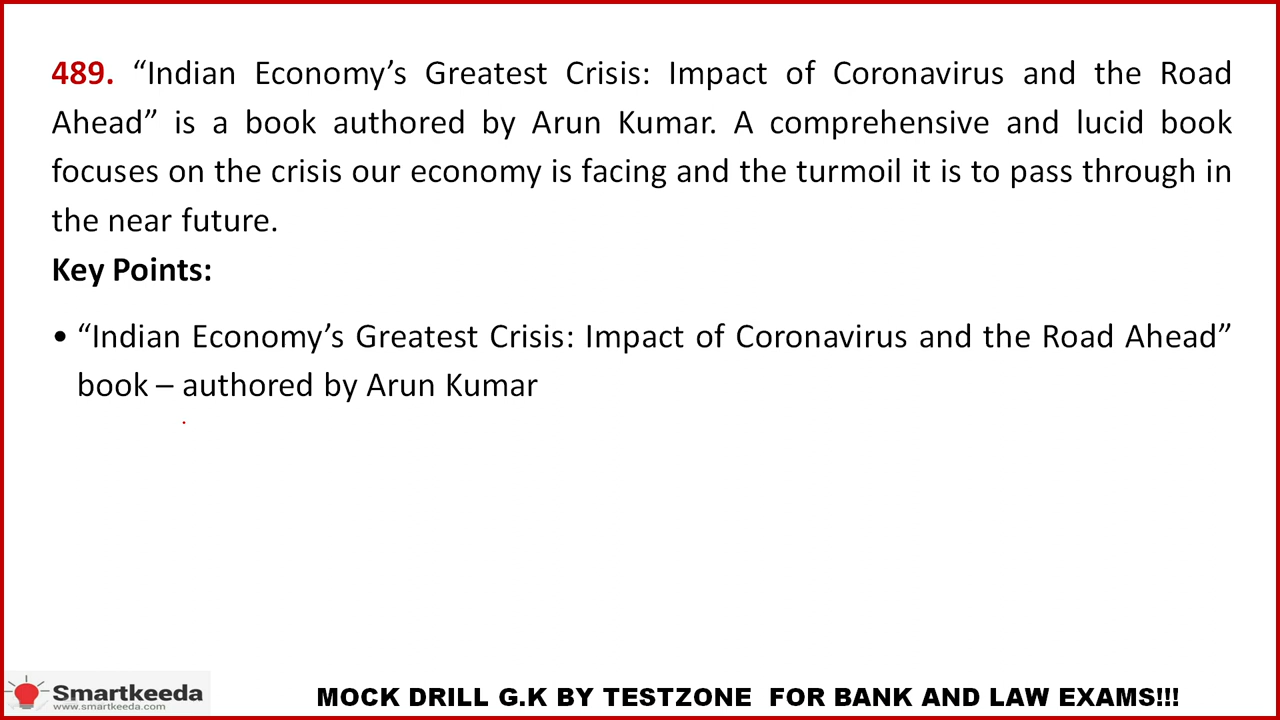 489. “Indian Economy’s Greatest Crisis: Impact of Coronavirus and the Road
Ahead” is a book authored by Arun Kumar. A comprehensive and lucid book
focuses on the crisis our economy is facing and the turmoil it is to pass through in
the near future.
Key Points:
• “Indian Economy’s Greatest Crisis: Impact of Coronavirus and the Road Ahead”
book – authored by Arun Kumar
Smartkeeda
www.smartkeeda.com
MOCK DRILL G.K BY TESTZONE FOR BANK AND LAW EXAMS!!!